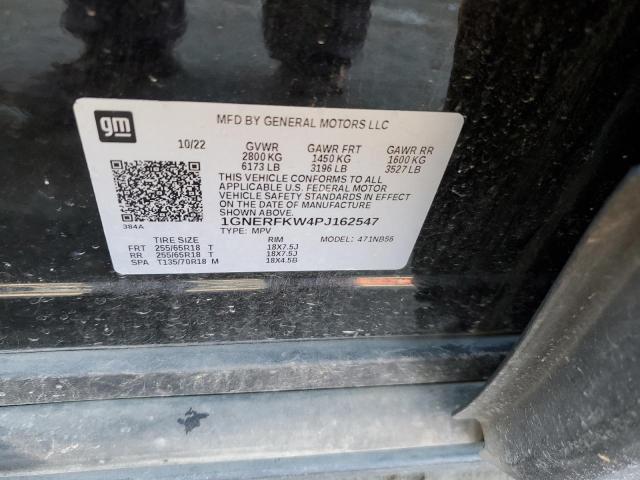 gm
MFD BY GENERAL MOTORS LLC
10/22 GVWR GAWR FRT GAWR RR
2800 KG 1450 KG 1600 KG
6173 LB 3196 LB 3527 LB
THIS VEHICLE CONFORMS TO ALL
APPLICABLE U.S. FEDERAL MOTOR
VEHICLE SAFETY STANDARDS IN EFFECT
ON THE DATE OF MANUFACTURE
SHOWN ABOVE.
1GNERFKW4PJ162547
384A
TYPE: MPV MODEL: 471NB56
TIRE SIZE RIM
FRT 255/65R18 T 18X7.5J
RR 255/65R18 T 18X7.5J
SPA T135/70R18 M 18X4.5B